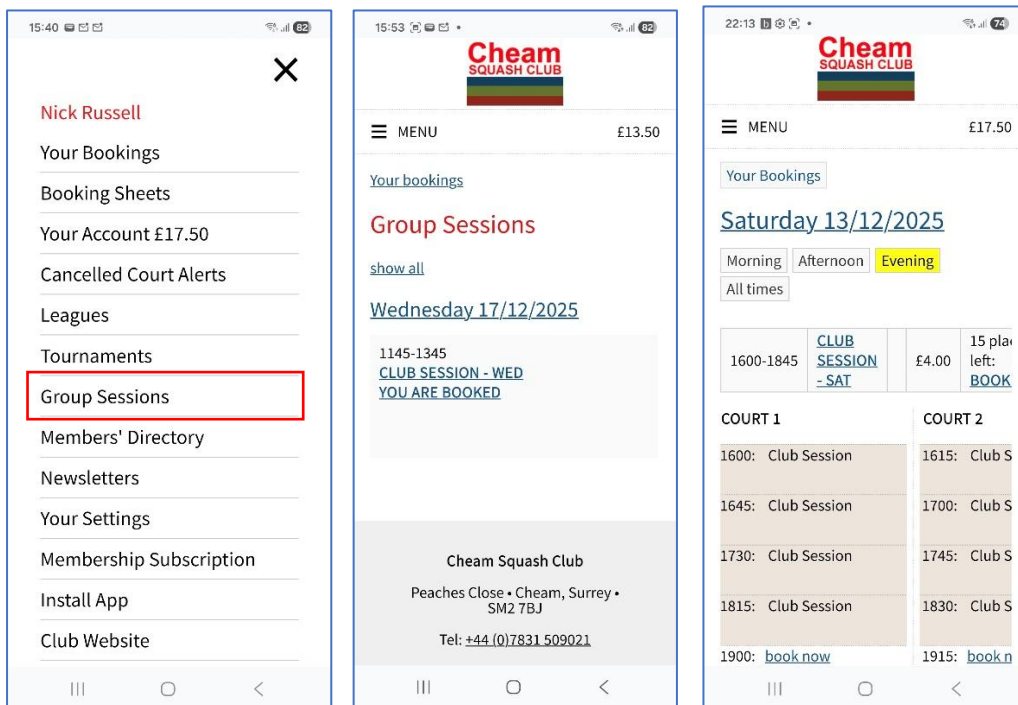 15:40
82
Nick Russell
Your Bookings
Booking Sheets
Your Account £17.50
Cancelled Court Alerts
Leagues
Tournaments
Group Sessions
Members' Directory
Newsletters
Your Settings
Membership Subscription
Install App
Club Website
15:53
82
Cheam
SQUASH CLUB
MENU
£13.50
Your bookings
Group Sessions
show all
Wednesday 17/12/2025
1145-1345
CLUB SESSION - WED
YOU ARE BOOKED
Cheam Squash Club
Peaches Close • Cheam, Surrey •
SM2 7BJ
Tel: +44 (0)7831 509021
22:13
74
Cheam
SQUASH CLUB
MENU
£17.50
Your Bookings
Saturday 13/12/2025
Morning Afternoon Evening
All times
1600-1845
CLUB
SESSION
- SAT
£4.00
15 plac
left:
BOOK
COURT 1
1600: Club Session
1645: Club Session
1730: Club Session
1815: Club Session
1900: book now
COURT 2
1615: Club S
1700: Club S
1745: Club S
1830: Club S
1915: book n